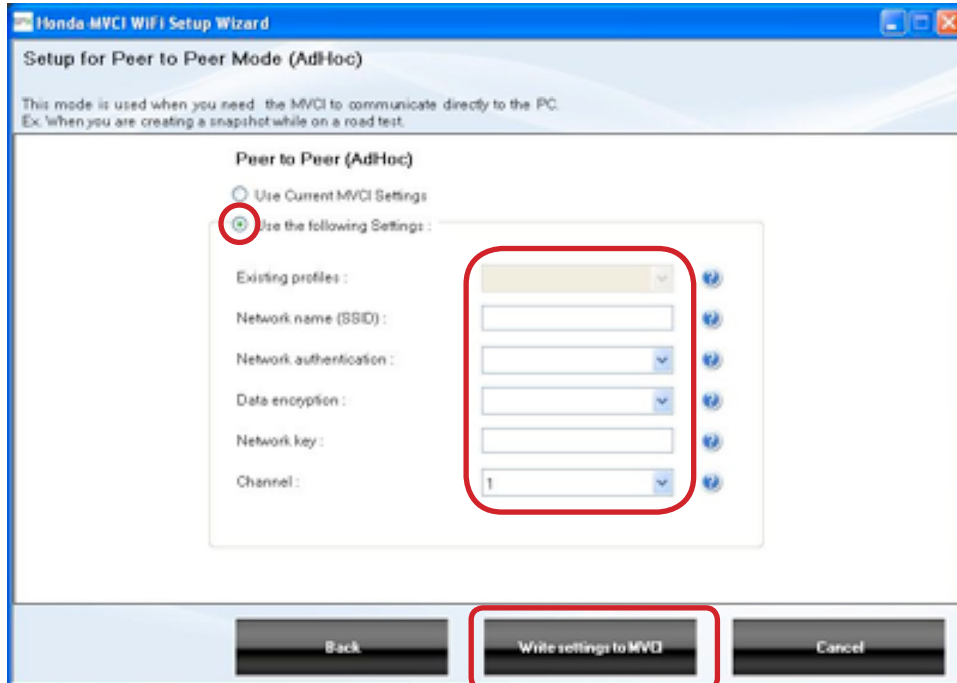 Honda MVCI WiFi Setup Wizard
Setup for Peer to Peer Mode (AdHoc)
This mode is used when you need the MVCI to communicate directly to the PC.
Ex. When you are creating a snapshot while on a road test.
Peer to Peer (AdHoc)
Use Current MVCI Settings
Use the following Settings :
Existing profiles :
Network name (SSID) :
Network authentication :
Data encryption :
Network key :
Channel : 1
Back Write settings to MVCI Cancel